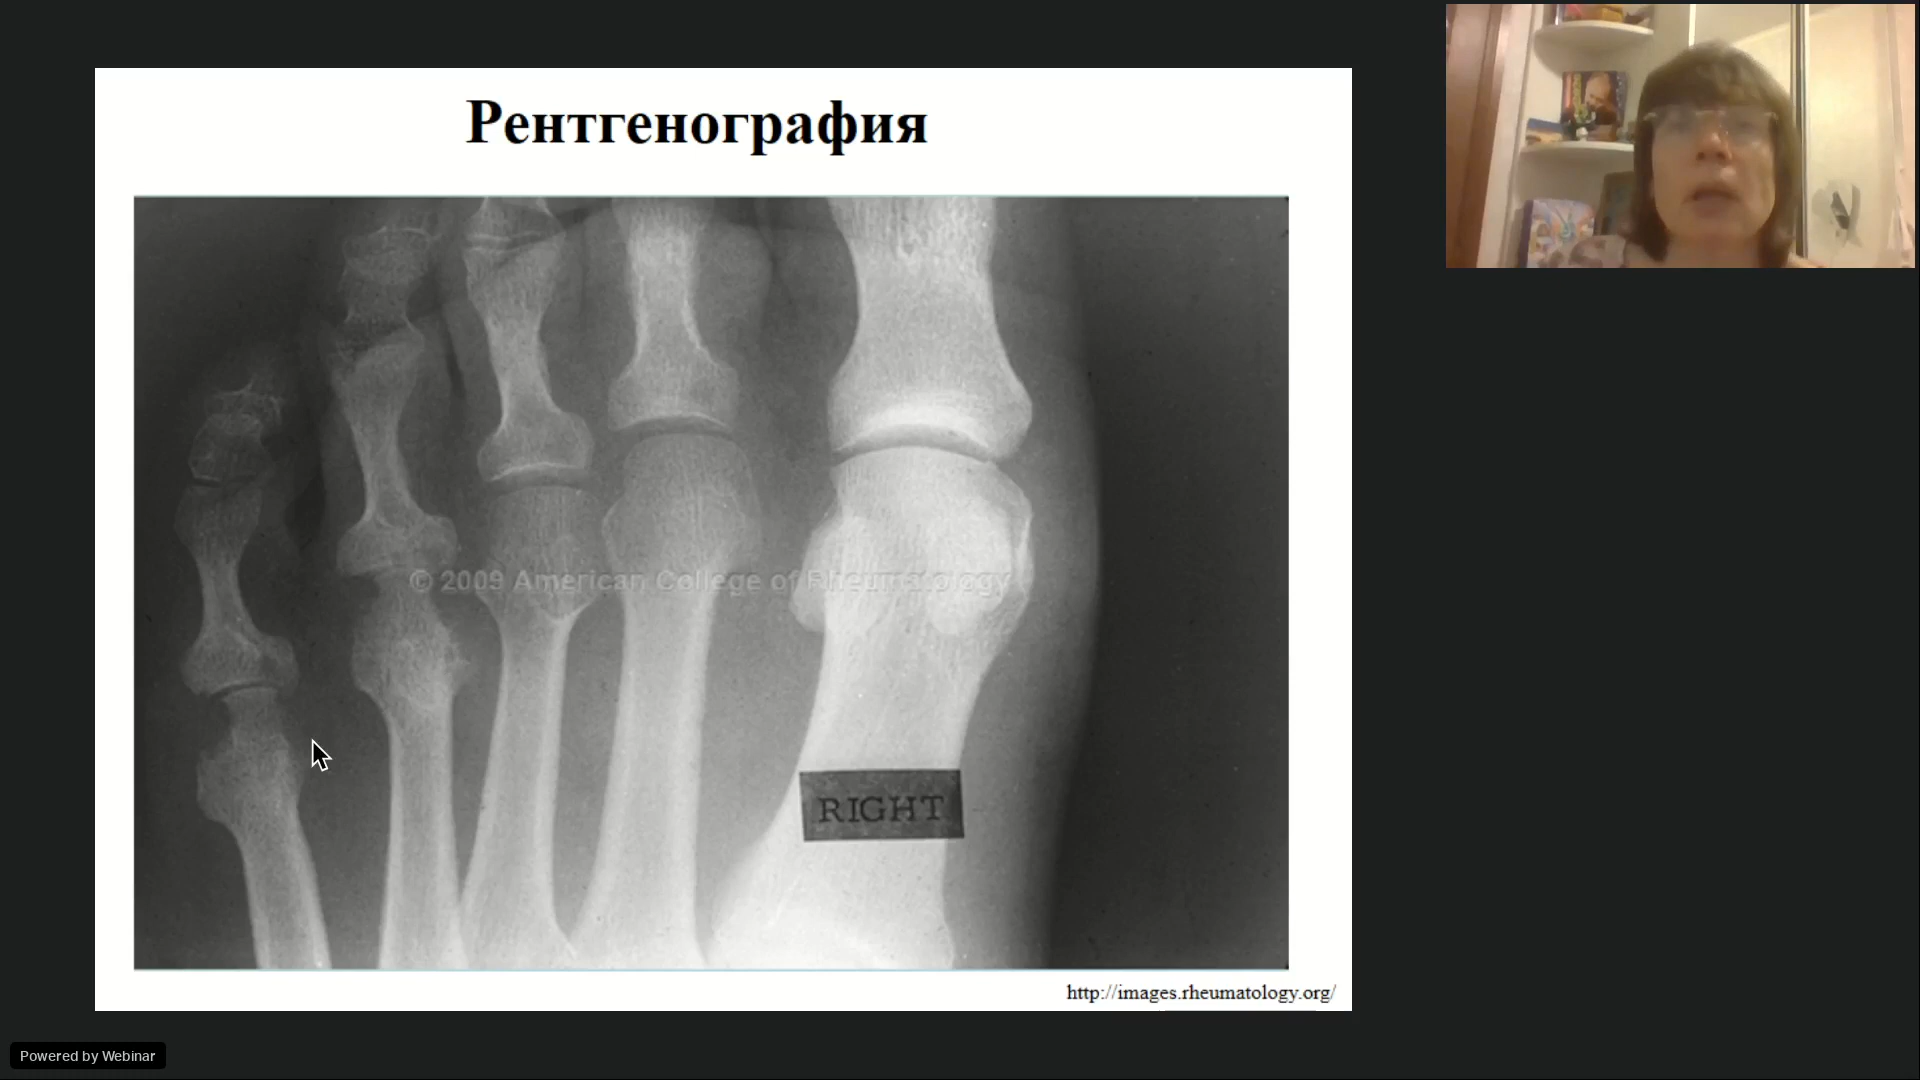 Рентгенография
© 2009 American College of Rheumatology
RIGHT
http://images.rheumatology.org/
Powered by Webinar